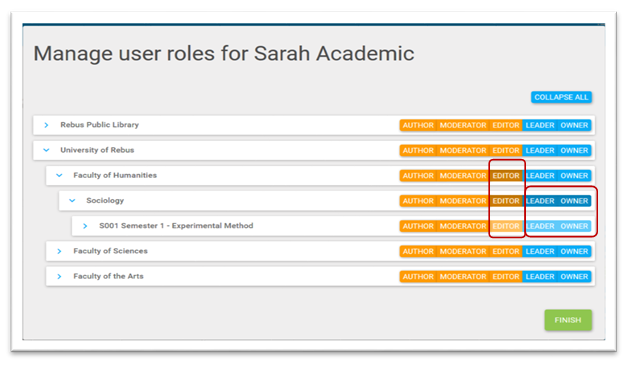 Manage user roles for Sarah Academic
COLLAPSE ALL
Rebus Public Library AUTHOR MODERATOR EDITOR LEADER OWNER
University of Rebus AUTHOR MODERATOR EDITOR LEADER OWNER
Faculty of Humanities AUTHOR MODERATOR EDITOR LEADER OWNER
Sociology AUTHOR MODERATOR EDITOR LEADER OWNER
S001 Semester 1 - Experimental Method AUTHOR MODERATOR EDITOR LEADER OWNER
Faculty of Sciences AUTHOR MODERATOR EDITOR LEADER OWNER
Faculty of the Arts AUTHOR MODERATOR EDITOR LEADER OWNER
FINISH